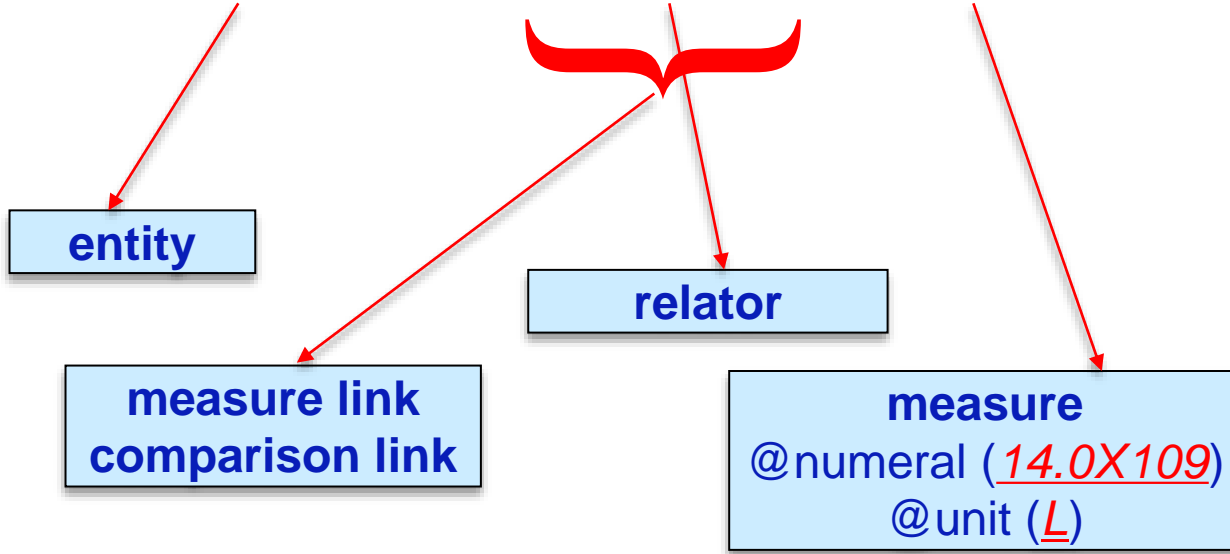 entity
relator
measure link
comparison link
measure
@numeral (14.0X109)
@unit (L)